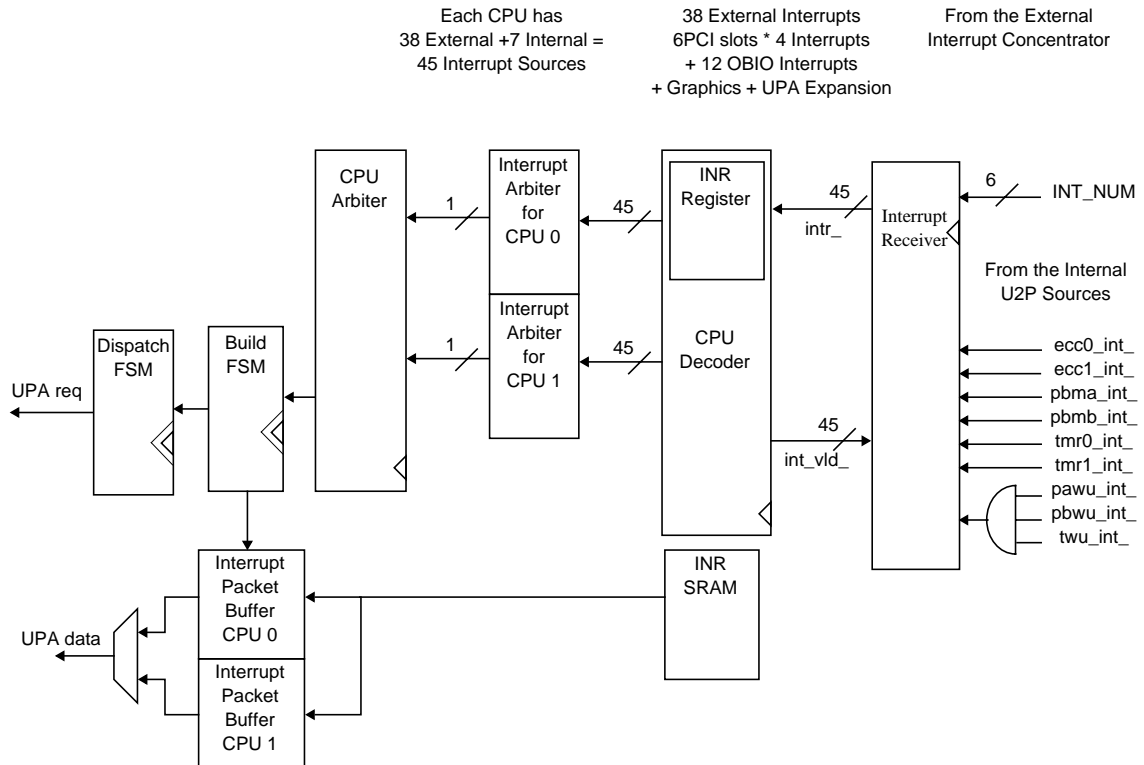 Each CPU has
38 External +7 Internal =
45 Interrupt Sources
38 External Interrupts
6PCI slots * 4 Interrupts
+ 12 OBIO Interrupts
+ Graphics + UPA Expansion
From the External
Interrupt Concentrator
CPU
Arbiter
Interrupt
Arbiter
for
CPU 0
INR
Register
45
intr_
Interrupt
Receiver
6
INT_NUM
1
45
From the Internal
U2P Sources
Interrupt
Arbiter
for
CPU 1
CPU
Decoder
1
45
Dispatch
FSM
Build
FSM
UPA req
45
int_vld_
ecc0_int_
ecc1_int_
pbma_int_
pbmb_int_
tmr0_int_
tmr1_int_
pawu_int_
pbwu_int_
twu_int_
Interrupt
Packet
Buffer
CPU 0
INR
SRAM
UPA data
Interrupt
Packet
Buffer
CPU 1